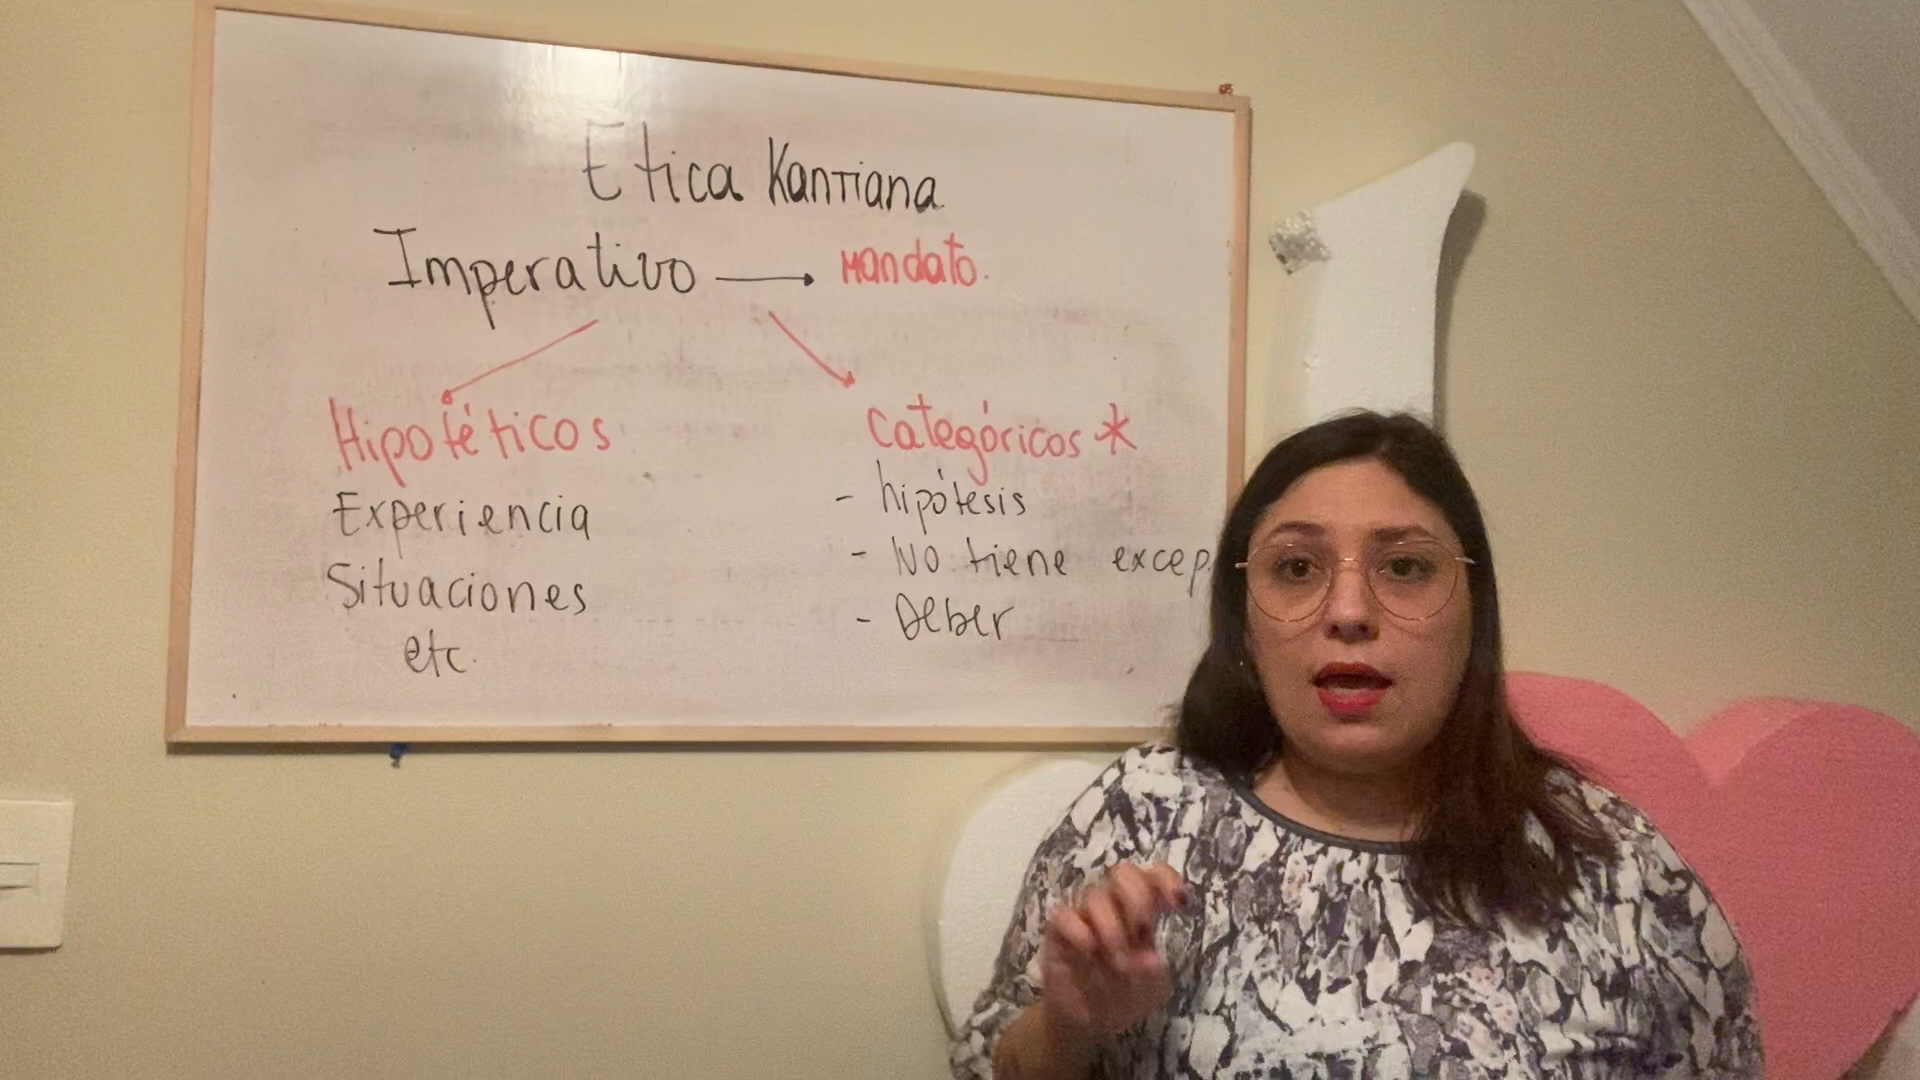 Etica Kantiana
Imperativo → Mandato.
Hipotéticos
Experiencia
Situaciones
etc.
Categóricos *
- hipótesis
- No tiene excep.
- Deber